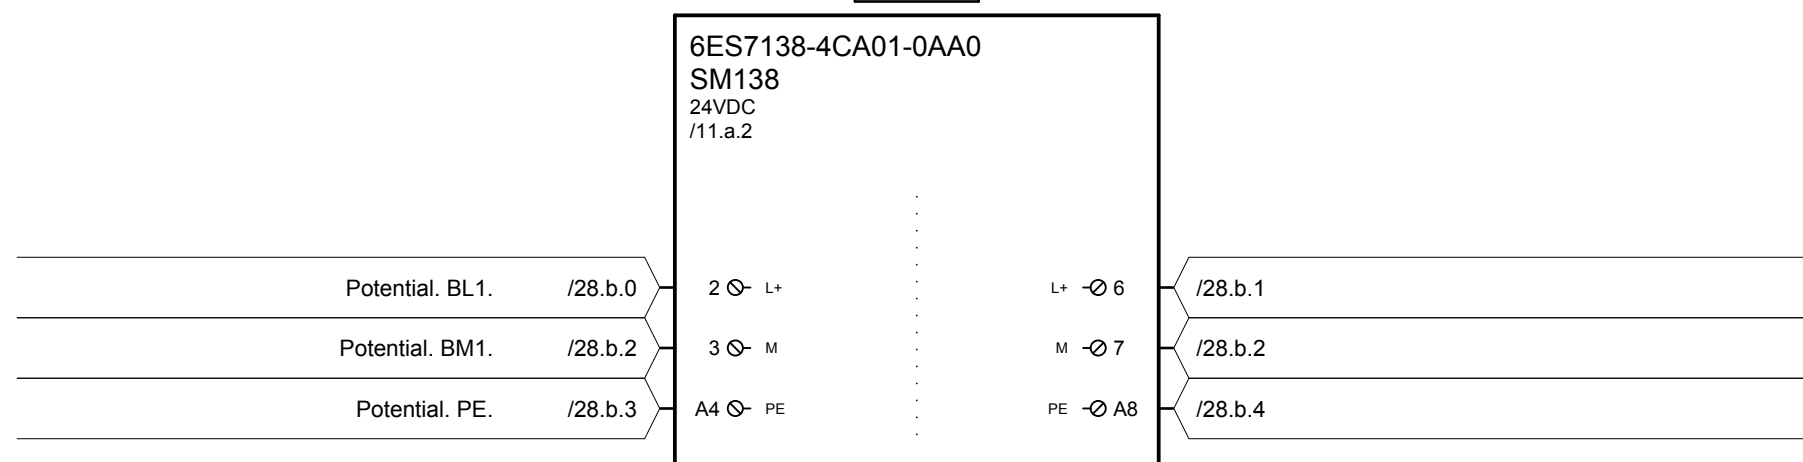 6ES7138-4CA01-0AA0
SM138
24VDC
/11.a.2
Potential. BL1. /28.b.0 2 L+ L+ 6 /28.b.1
Potential. BM1. /28.b.2 3 M M 7 /28.b.2
Potential. PE. /28.b.3 A4 PE PE A8 /28.b.4